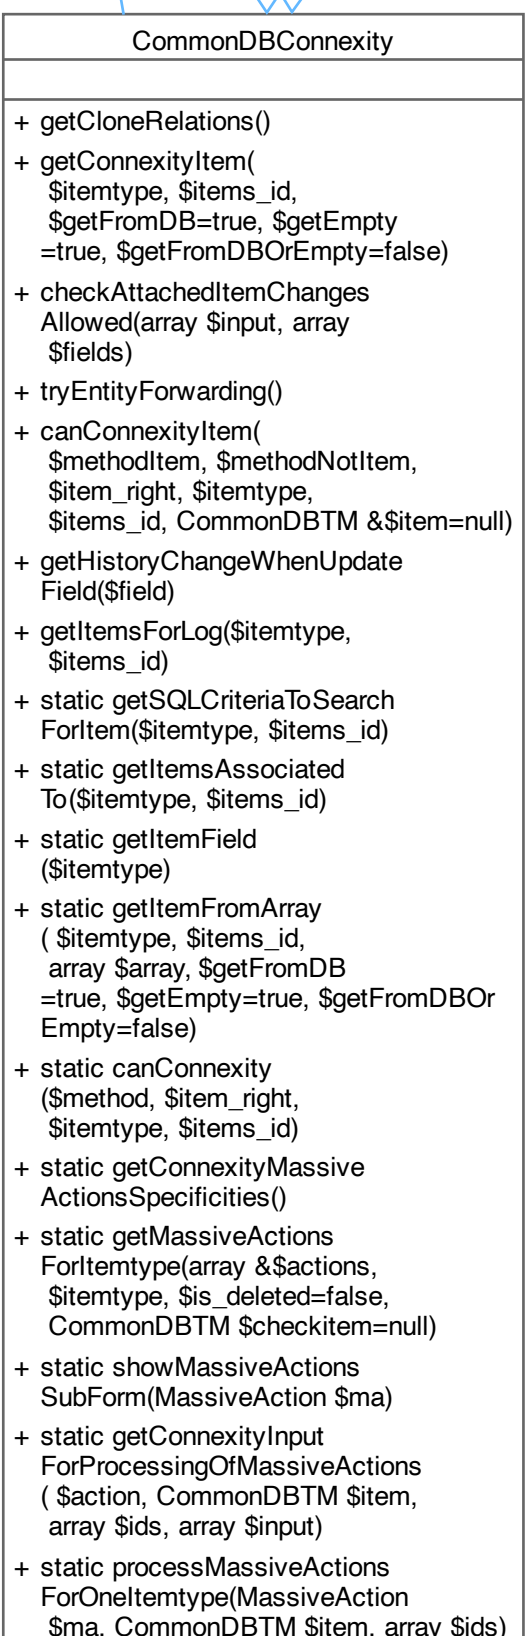 CommonDBConnexity
+ getCloneRelations()
+ getConnexityItem(
$itemtype, $items_id,
$getFromDB=true, $getEmpty
=true, $getFromDBOrEmpty=false)
+ checkAttachedItemChanges
Allowed(array $input, array
$fields)
+ tryEntityForwarding()
+ canConnexityItem(
$methodItem, $methodNotItem,
$item_right, $itemtype,
$items_id, CommonDBTM &$item=null)
+ getHistoryChangeWhenUpdate
Field($field)
+ getItemsForLog($itemtype,
$items_id)
+ static getSQLCriteriaToSearch
ForItem($itemtype, $items_id)
+ static getItemsAssociated
To($itemtype, $items_id)
+ static getItemField
($itemtype)
+ static getItemFromArray
( $itemtype, $items_id,
array $array, $getFromDB
=true, $getEmpty=true, $getFromDBOr
Empty=false)
+ static canConnexity
($method, $item_right,
$itemtype, $items_id)
+ static getConnexityMassive
ActionsSpecificities()
+ static getMassiveActions
ForItemtype(array &$actions,
$itemtype, $is_deleted=false,
CommonDBTM $checkitem=null)
+ static showMassiveActions
SubForm(MassiveAction $ma)
+ static getConnexityInput
ForProcessingOfMassiveActions
( $action, CommonDBTM $item,
array $ids, array $input)
+ static processMassiveActions
ForOneItemtype(MassiveAction
$ma, CommonDBTM $item, array $ids)